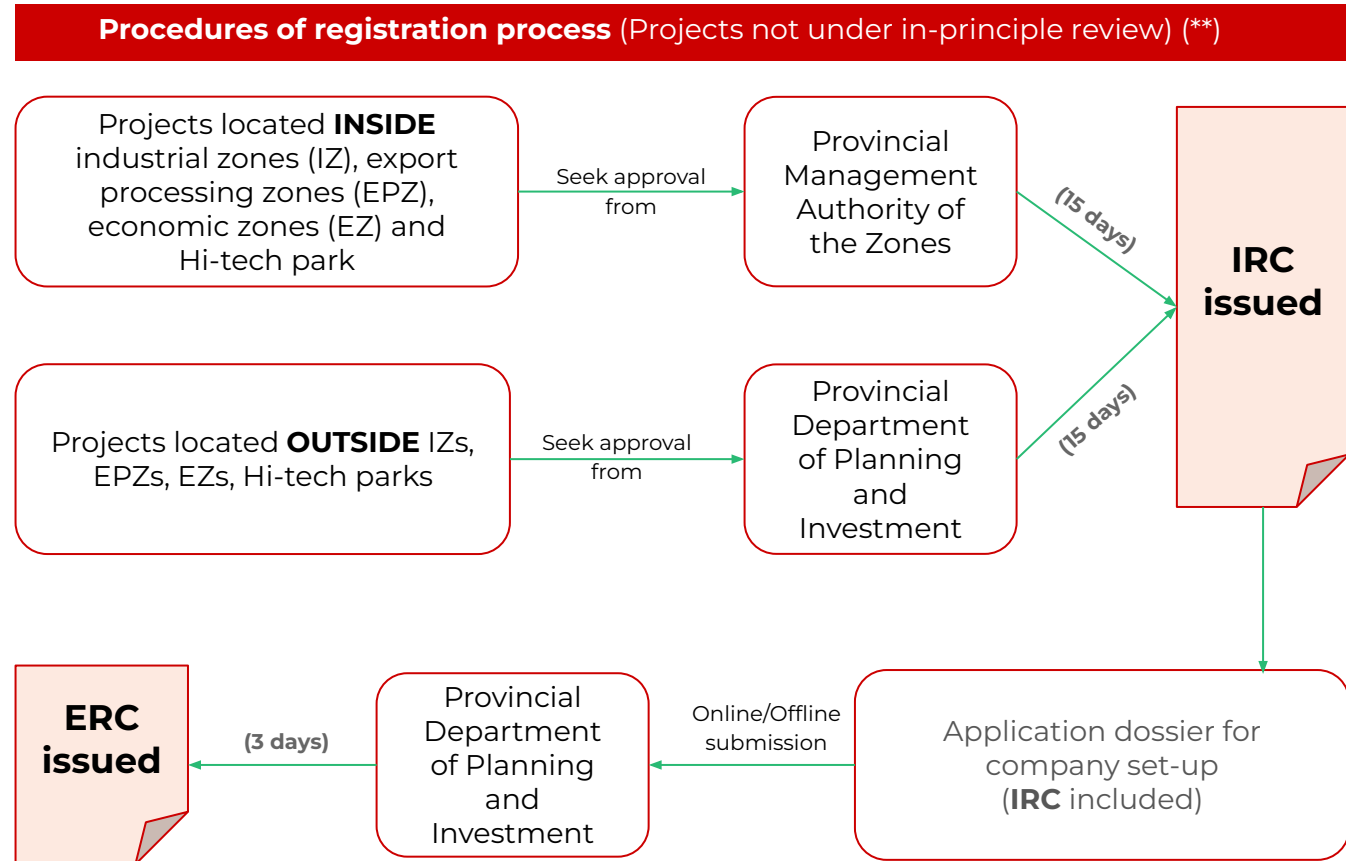 Procedures of registration process (Projects not under in-principle review) (**)
Projects located INSIDE
industrial zones (IZ), export
processing zones (EPZ),
economic zones (EZ) and
Hi-tech park
Seek approval
from
Provincial
Management
Authority of
the Zones
(15 days)
IRC
issued
Projects located OUTSIDE IZs,
EPZs, EZs, Hi-tech parks
Seek approval
from
Provincial
Department
of Planning
and
Investment
(15 days)
Application dossier for
company set-up
(IRC included)
Online/Offline
submission
Provincial
Department
of Planning
and
Investment
(3 days)
ERC
issued